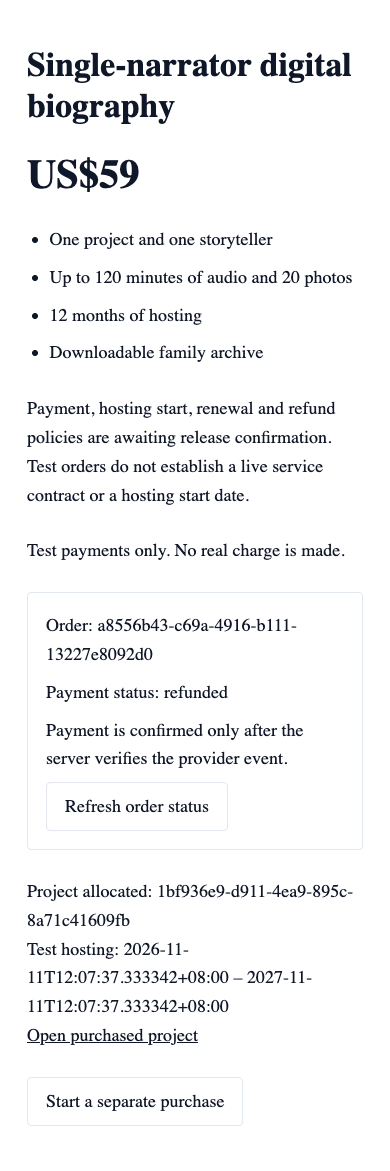 Single-narrator digital
biography
US$59
• One project and one storyteller
• Up to 120 minutes of audio and 20 photos
• 12 months of hosting
• Downloadable family archive
Payment, hosting start, renewal and refund
policies are awaiting release confirmation.
Test orders do not establish a live service
contract or a hosting start date.
Test payments only. No real charge is made.
Order: a8556b43-c69a-4916-b111-
13227e8092d0
Payment status: refunded
Payment is confirmed only after the
server verifies the provider event.
Refresh order status
Project allocated: 1bf936e9-d911-4ea9-895c-
8a71c41609fb
Test hosting: 2026-11-
11T12:07:37.333342+08:00 – 2027-11-
11T12:07:37.333342+08:00
Open purchased project
Start a separate purchase